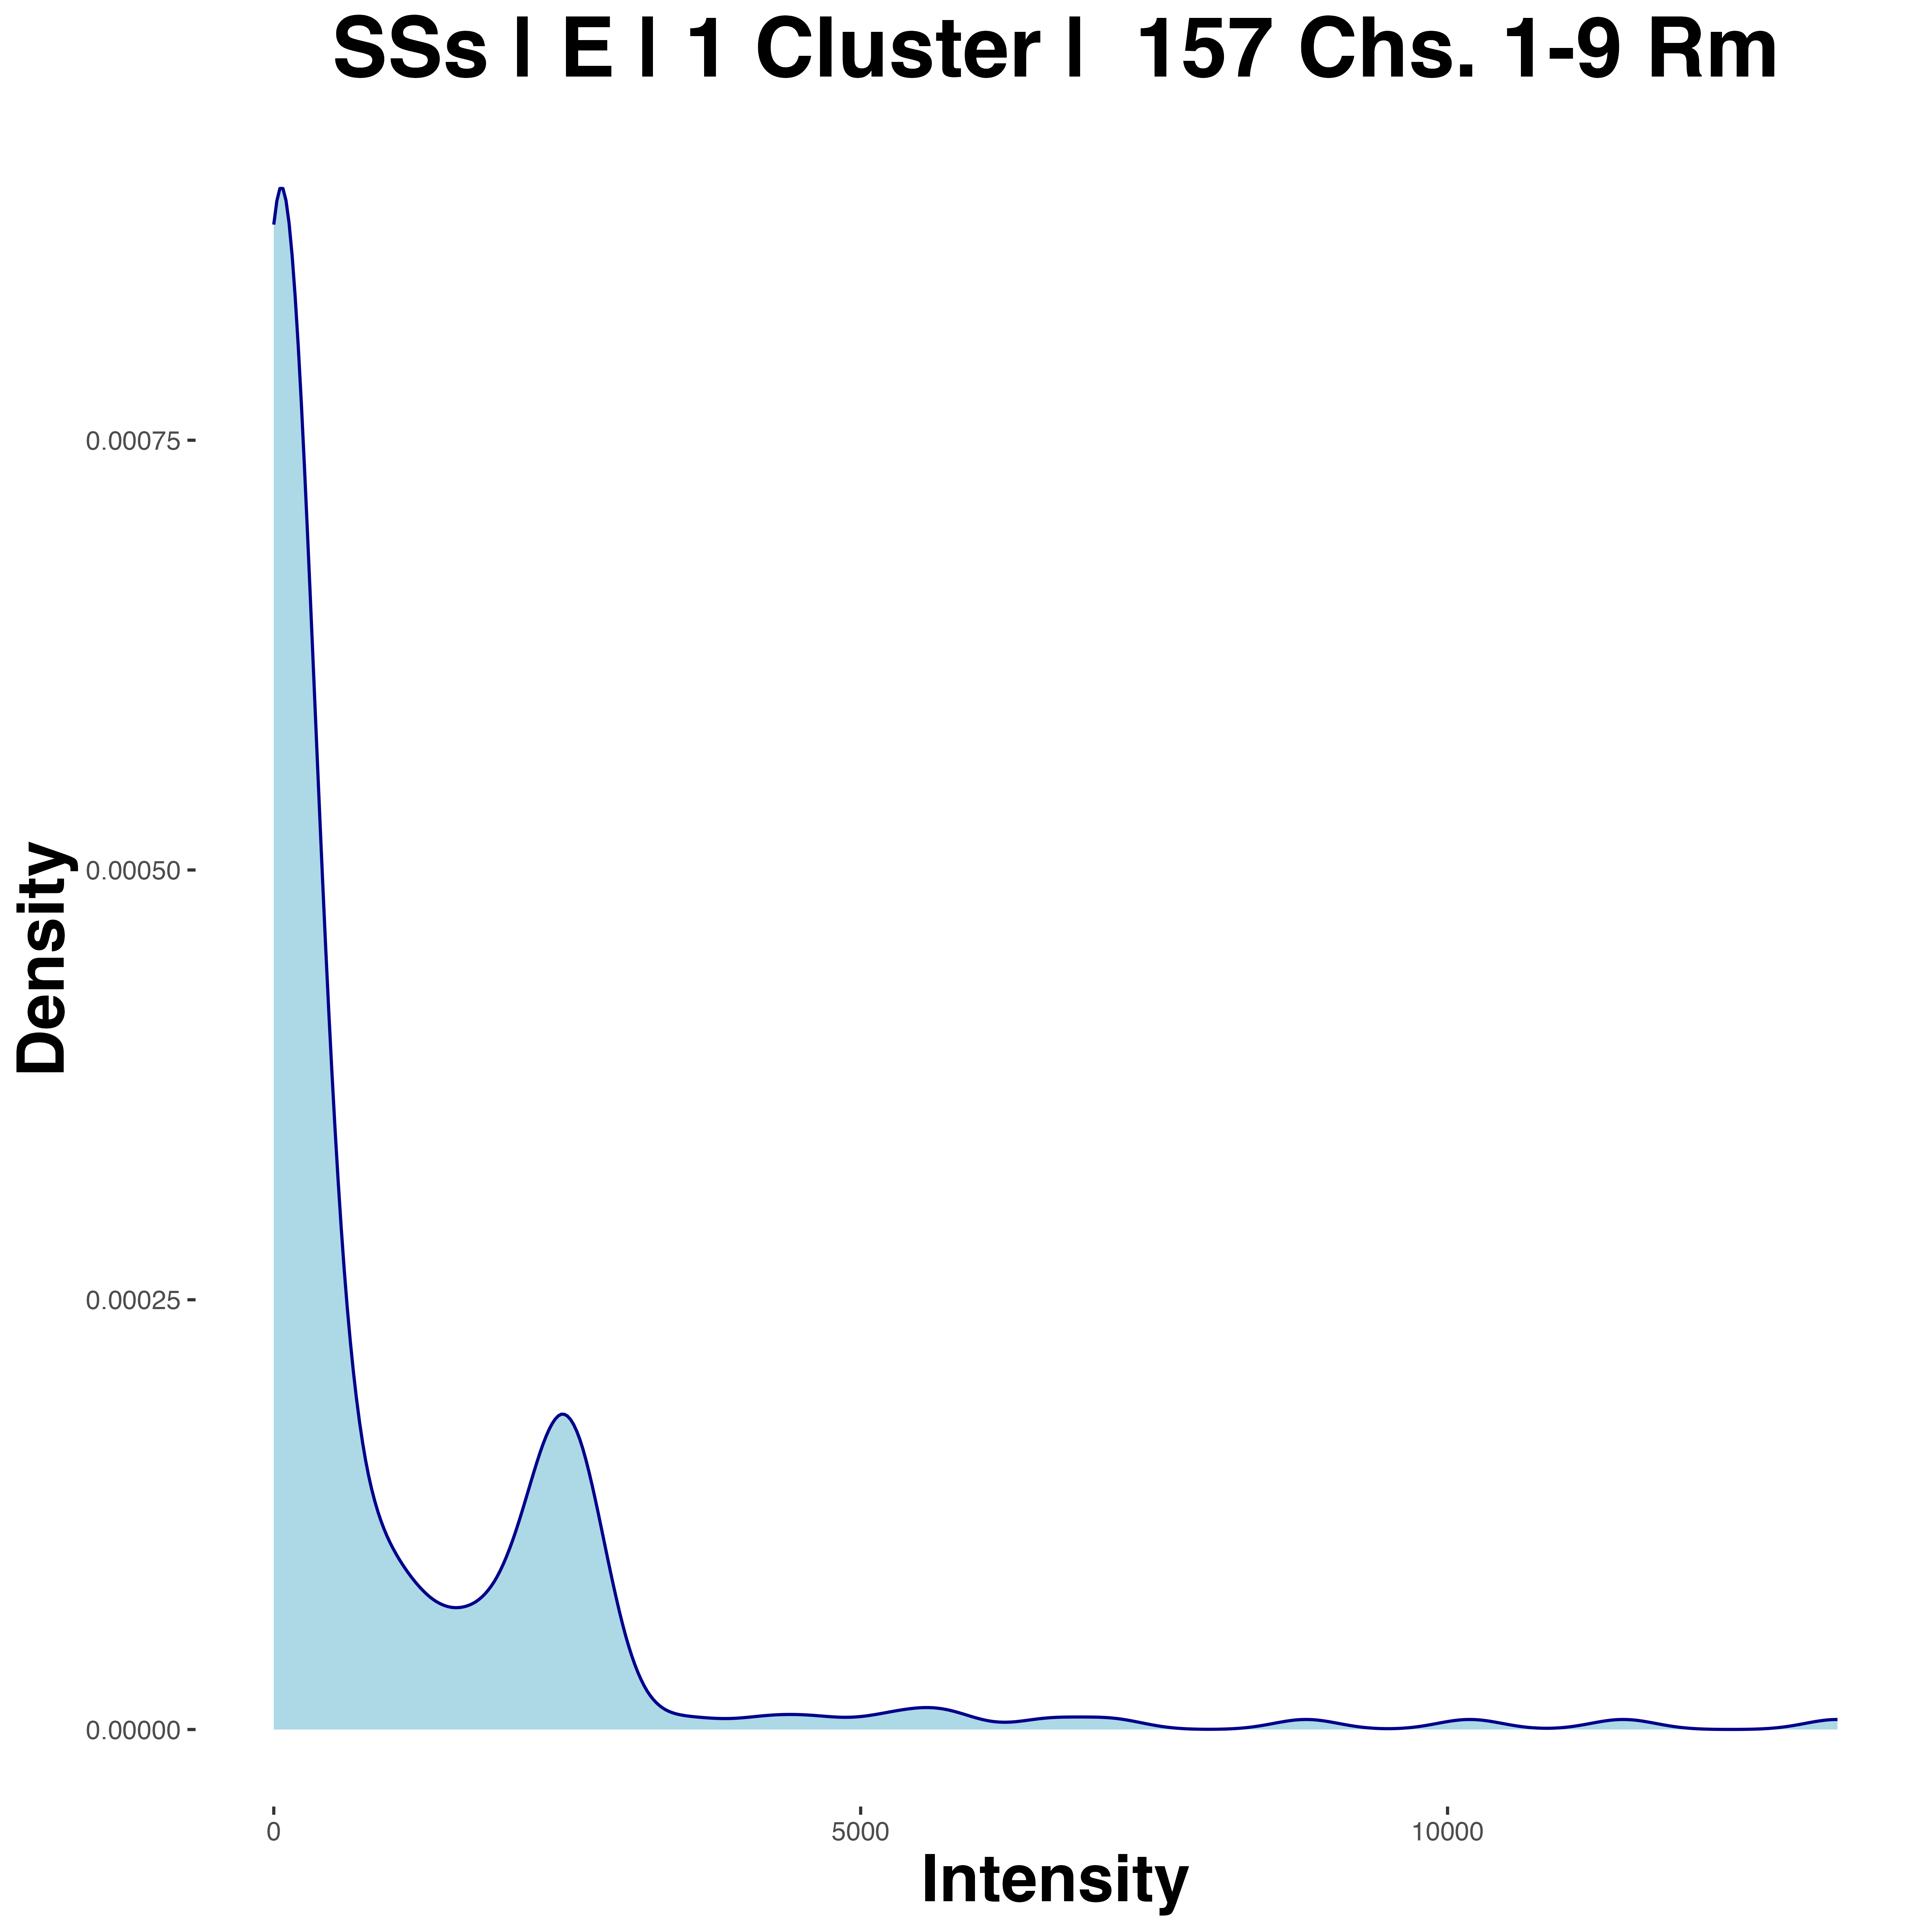 SSs | E | 1 Cluster |  157 Chs. 1-9 Rm
0.00075
0.00050
0.00025
0.00000
Density
0
5000
10000
Intensity